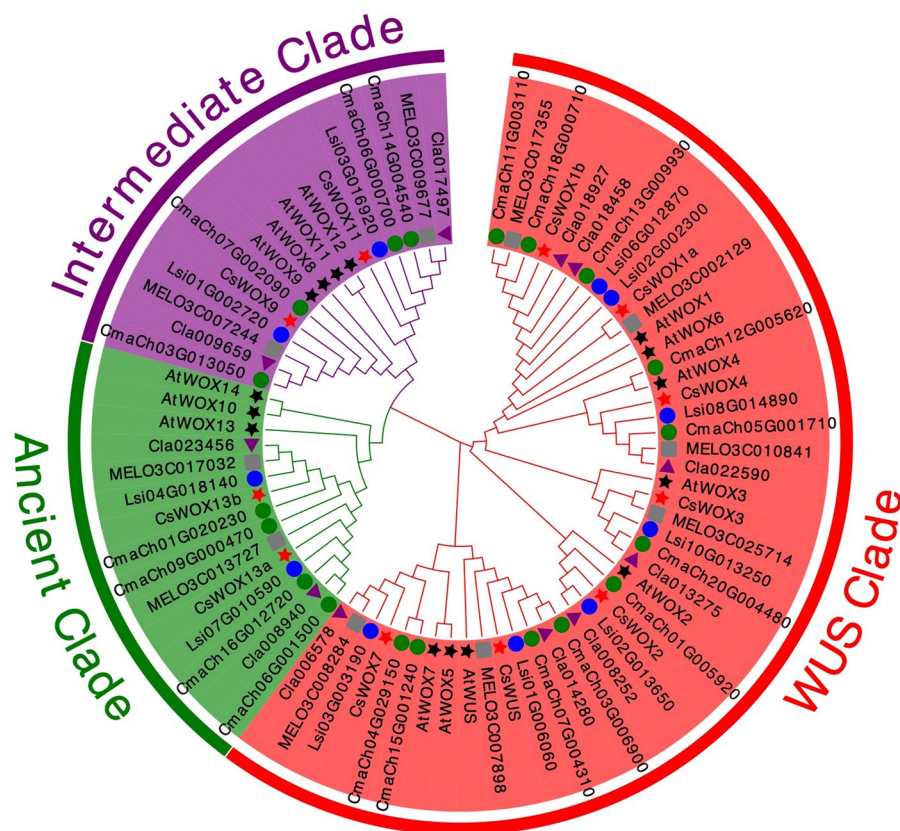 Intermediate Clade
Ancient Clade
WUS Clade
CmaCh11G003110
MELO3C017355
CmaCh18G000710
CsWOX1b
Cla018927
Cla018458
CmaCh13G009930
Lsi06G012870
Lsi02G002300
CsWOX1a
MELO3C002129
AtWOX1
AtWOX6
CmaCh12G005620
AtWOX4
CsWOX4
Lsi08G014890
CmaCh05G001710
MELO3C010841
Cla022590
AtWOX3
CsWOX3
MELO3C025714
Lsi10G013250
CmaCh20G004480
Cla013275
AtWOX2
CmaCh01G005920
CsWOX2
Lsi02G013650
Cla008252
CmaCh03G006900
Cla014280
CmaCh07G004310
Lsi01G006060
CsWUS
MELO3C007898
AtWUS
AtWOX5
AtWOX7
CmaCh15G001240
CmaCh04G029150
CsWOX7
Lsi03G003190
MELO3C008284
Cla006578
CmaCh06G001500
Cla008940
CmaCh16G012720
Lsi07G010590
CsWOX13a
MELO3C013727
CmaCh09G000470
CmaCh01G020230
CsWOX13b
Lsi04G018140
MELO3C017032
Cla023456
AtWOX13
AtWOX10
AtWOX14
CmaCh03G013050
Cla009659
MELO3C007244
Lsi01G002720
CsWOX9
CmaCh07G002090
AtWOX9
AtWOX8
AtWOX11
AtWOX12
CsWOX11
Lsi03G016920
CmaCh06G000700
CmaCh14G004540
MELO3C009677
Cla017497